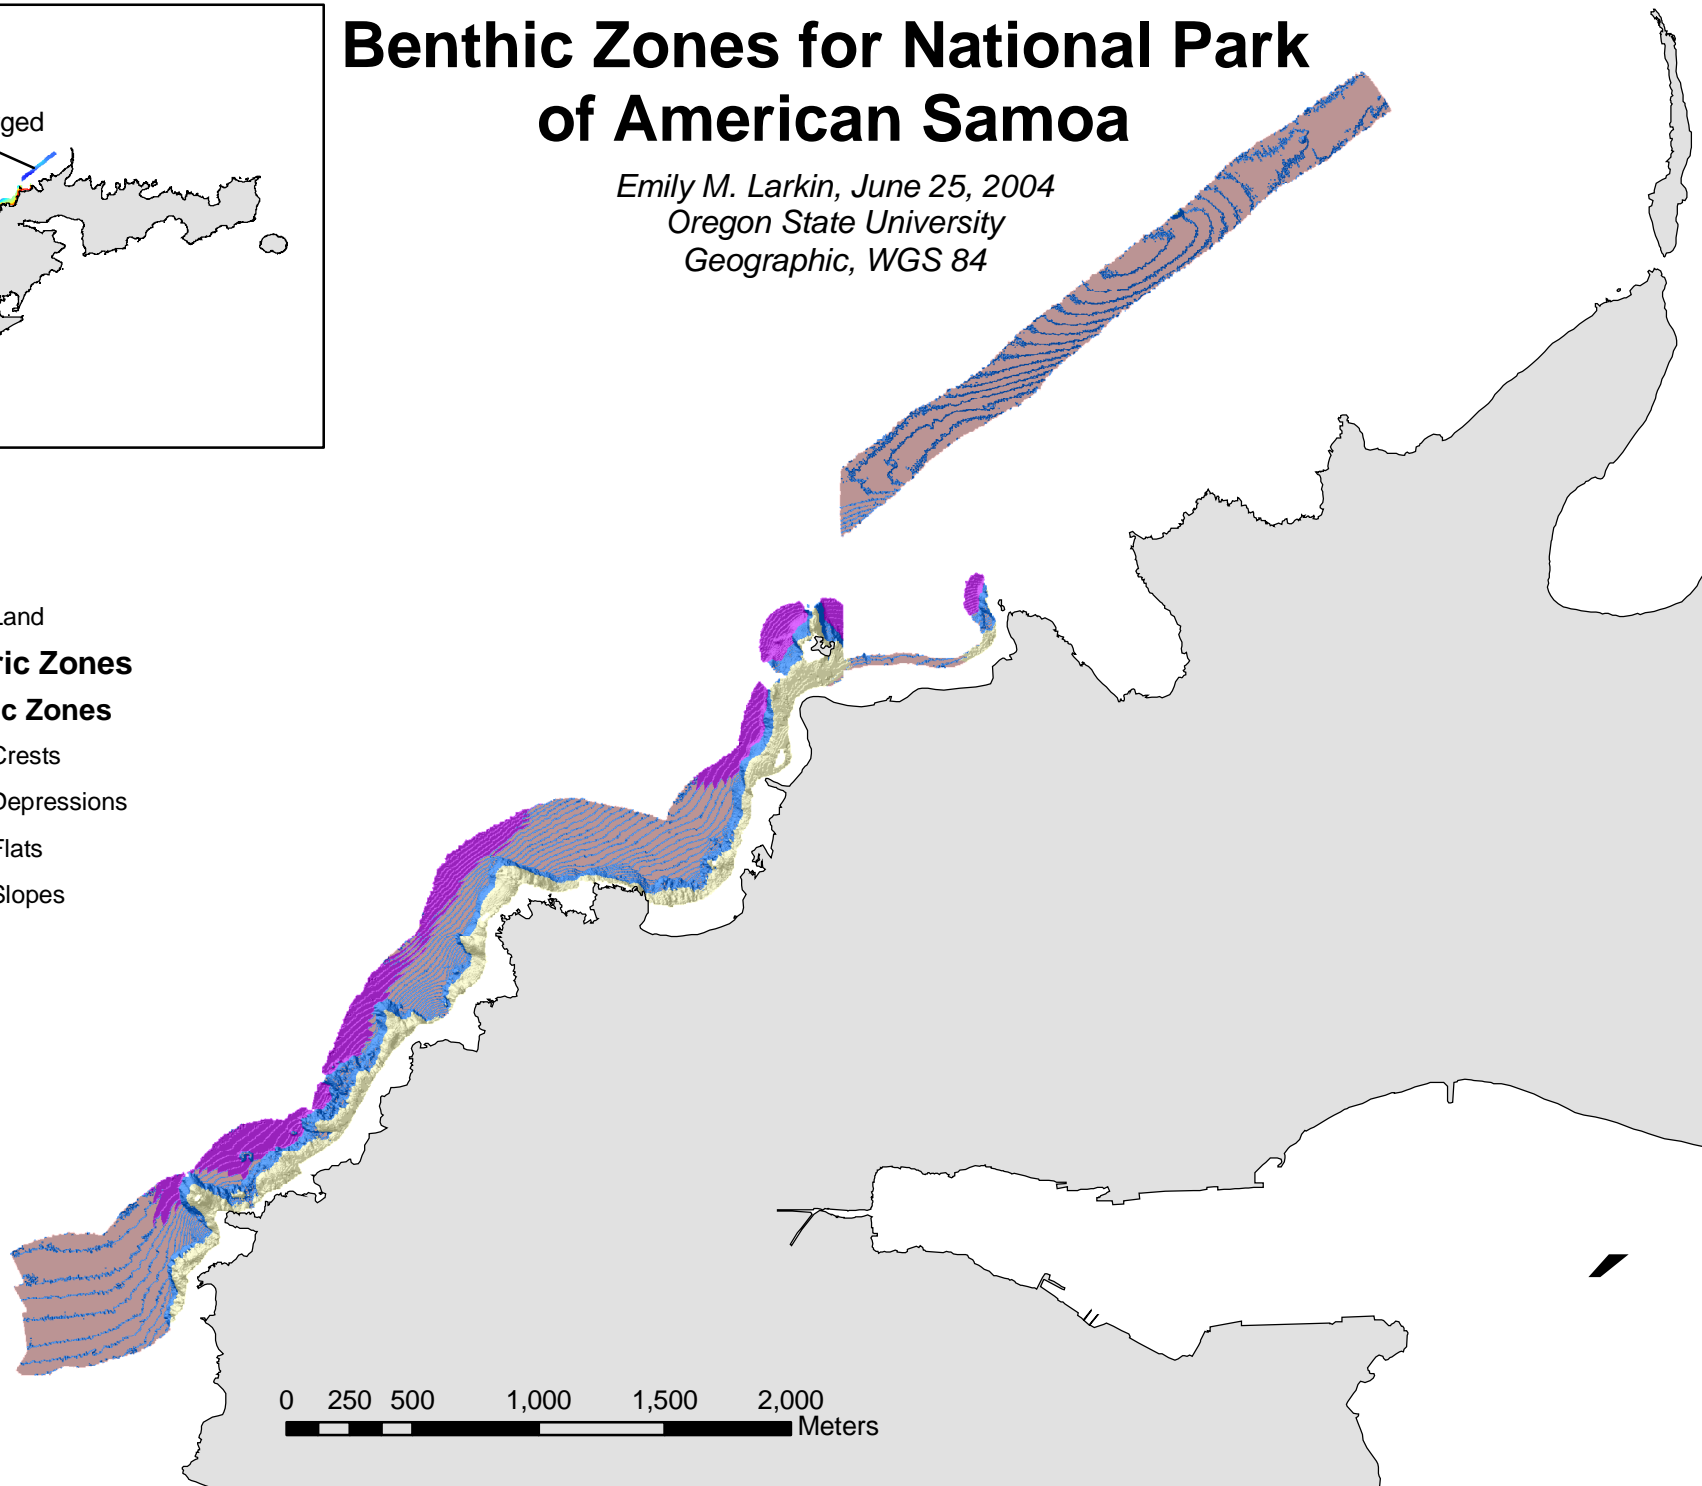 Benthic Zones for National Park
of American Samoa
Emily M. Larkin, June 25, 2004
Oregon State University
Geographic, WGS 84
ged
Land
ric Zones
c Zones
Crests
Depressions
Flats
Slopes
0 250 500 1,000 1,500 2,000
Meters